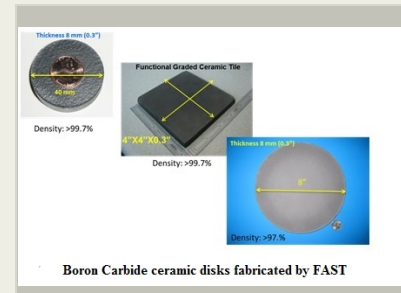 Thickness 8 mm (0.3")
40 mm
Density: >99.7%
Functional Graded Ceramic Tile
4"X4"X0.3"
Density: >99.7%
Thickness 8 mm (0.3")
8"
Density: >97.%
Boron Carbide ceramic disks fabricated by FAST